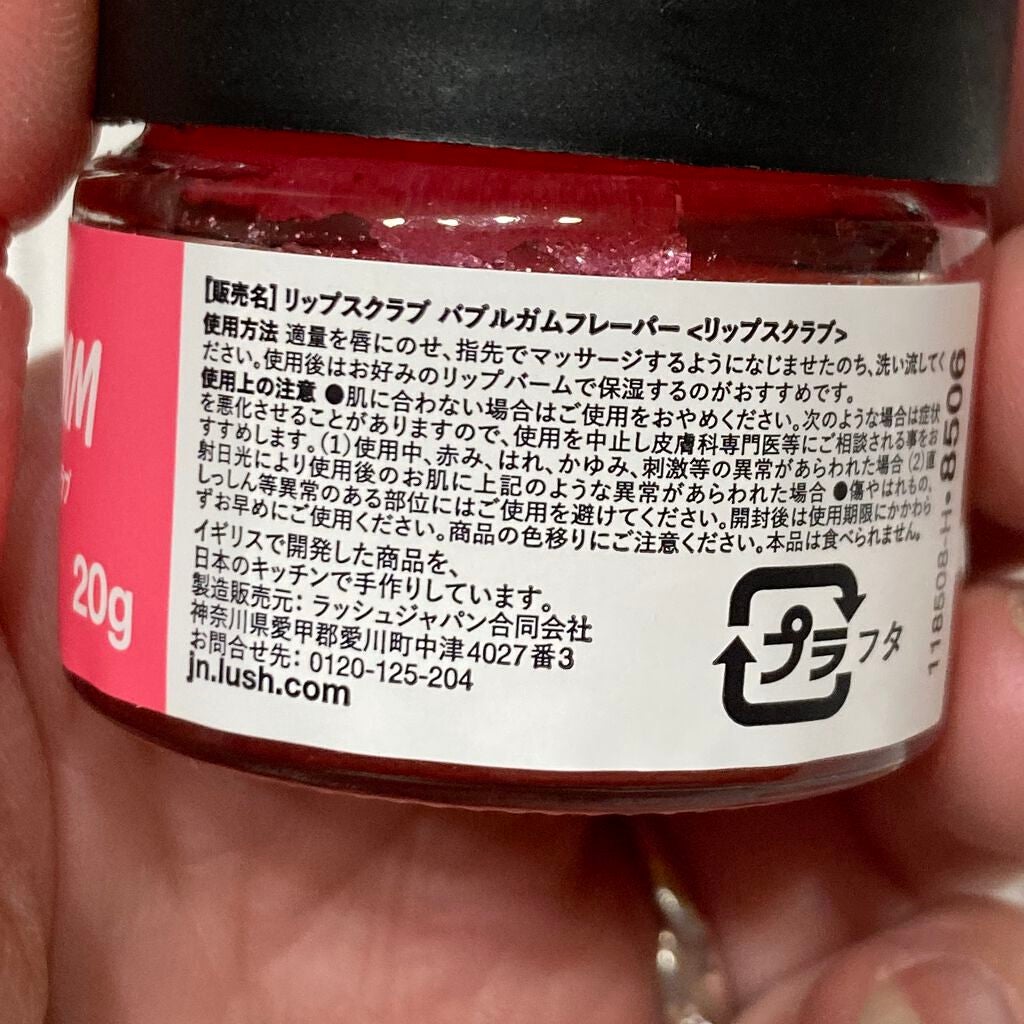 20g
[販売名] リップスクラブ バブルガムフレーバー <リップスクラブ>
使用方法 適量を唇にのせ、指先でマッサージするようになじませたのち、洗い流してく
ださい。使用後はお好みのリップバームで保湿するのがおすすめです。
使用上の注意 ●肌に合わない場合はご使用をおやめください。次のような場合は症状
を悪化させることがありますので、使用を中止し皮膚科専門医等にご相談される事をお
すすめします。(1)使用中、赤み、はれ、かゆみ、刺激等の異常があらわれた場合 (2)直
射日光により使用後のお肌に上記のような異常があらわれた場合 ●傷やはれもの、
しっしん等異常のある部位にはご使用を避けてください。開封後は使用期限にかかわら
ずお早めにご使用ください。商品の色移りにご注意ください。本品は食べられません。
イギリスで開発した商品を、
日本のキッチンで手作りしています。
製造販売元: ラッシュジャパン合同会社
神奈川県愛甲郡愛川町中津4027番3
お問合せ先: 0120-125-204
jn.lush.com
プラ フタ
118508-H・8506